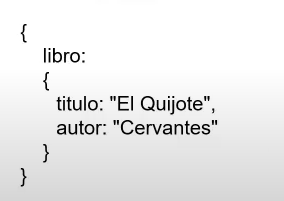 {
libro:
{
titulo: "El Quijote",
autor: "Cervantes"
}
}